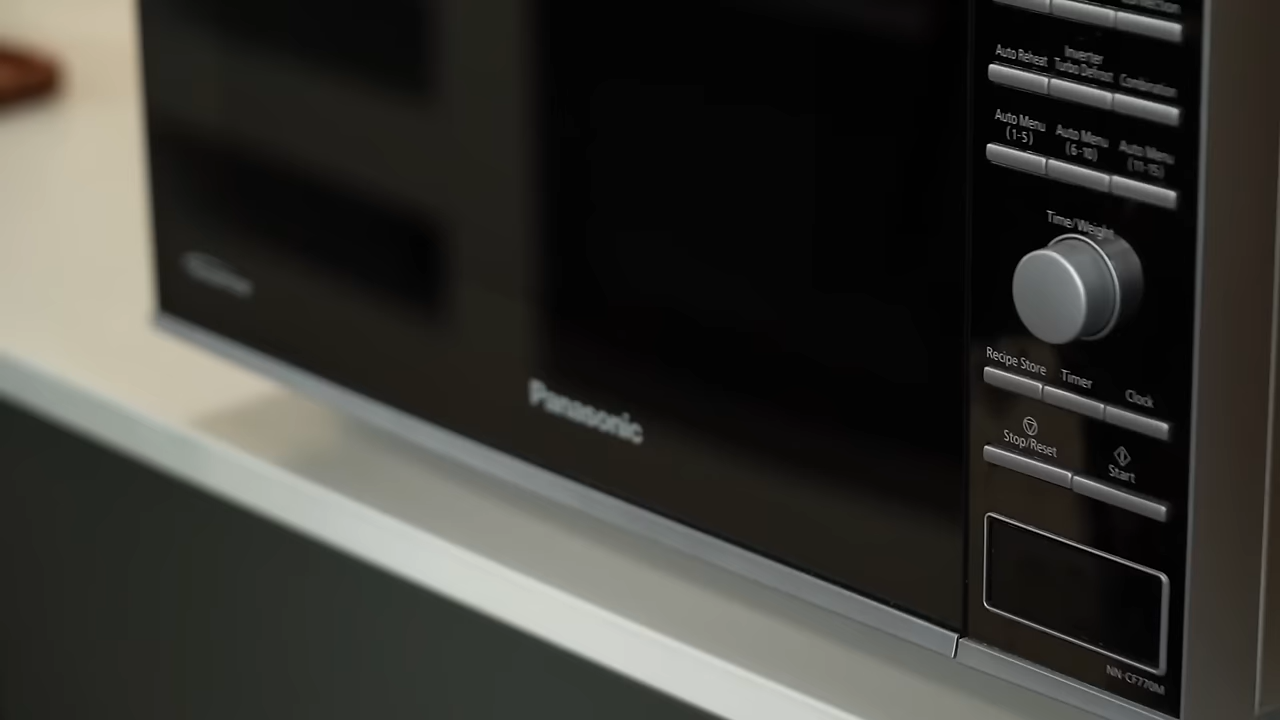 Auto Reheat
Inverter
Turbo Defrost
Combination
Auto Menu
(1-5)
Auto Menu
(6-10)
Auto Menu
(11-15)
Time/Weight
Recipe Store
Timer
Clock
Stop/Reset
Start
Panasonic
NN-CF770M